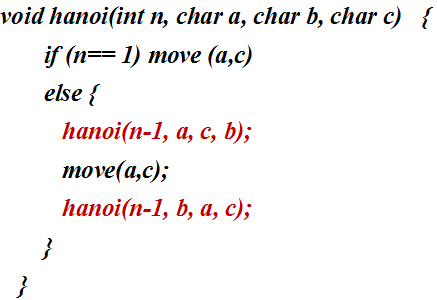 void hanoi(int n, char a, char b, char c) {
if (n== 1) move (a,c)
else {
hanoi(n-1, a, c, b);
move(a,c);
hanoi(n-1, b, a, c);
}
}